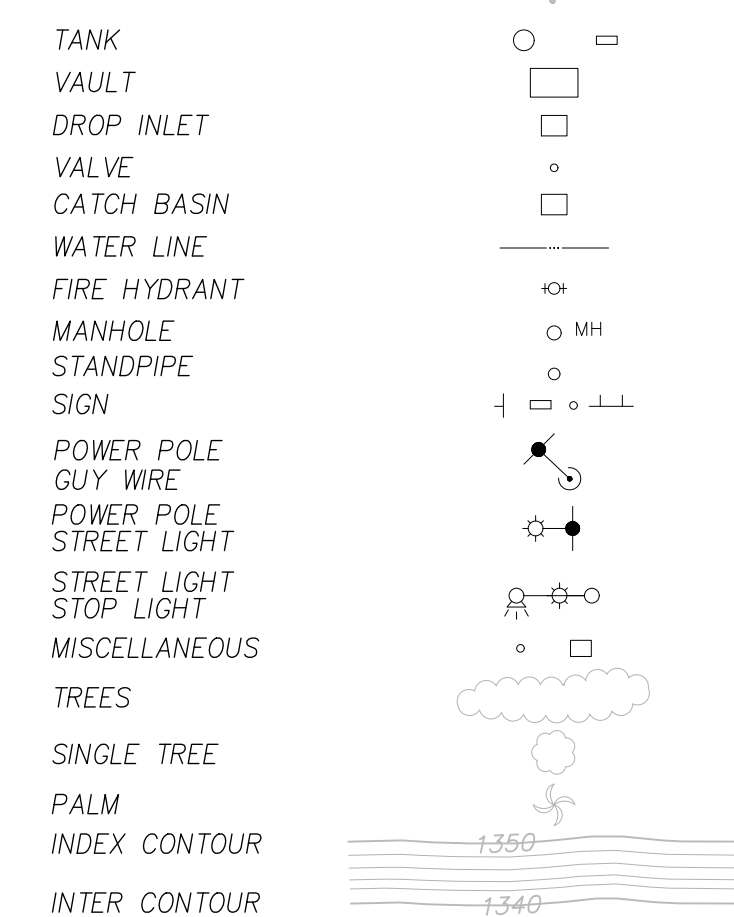 TANK
VAULT
DROP INLET
VALVE
CATCH BASIN
WATER LINE
FIRE HYDRANT
MANHOLE MH
STANDPIPE
SIGN
POWER POLE
GUY WIRE
POWER POLE
STREET LIGHT
STREET LIGHT
STOP LIGHT
MISCELLANEOUS
TREES
SINGLE TREE
PALM
INDEX CONTOUR 1350
INTER CONTOUR 1340